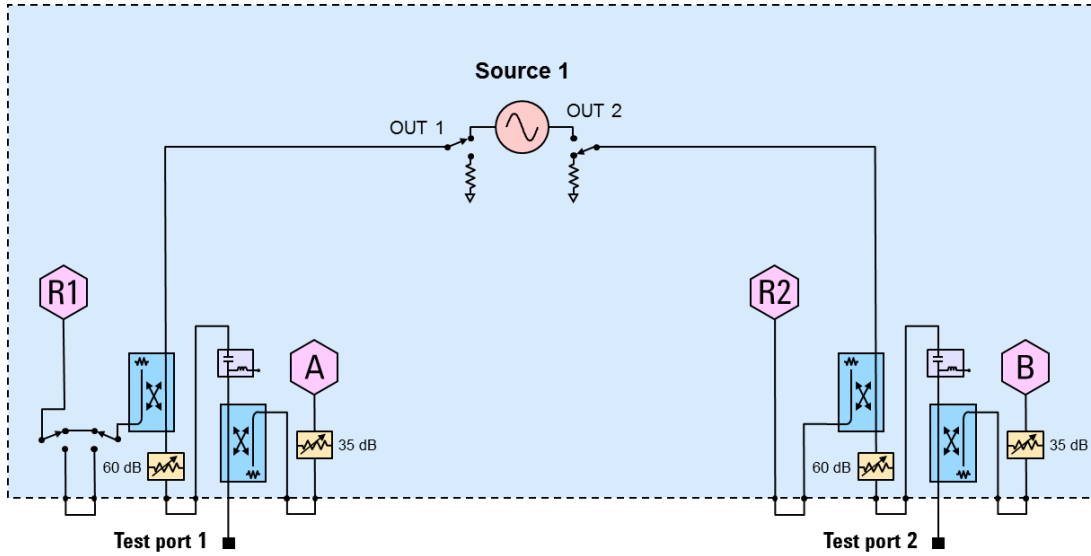 Source 1
OUT 1
OUT 2
R1
R2
A
B
60 dB
35 dB
60 dB
35 dB
Test port 1
Test port 2